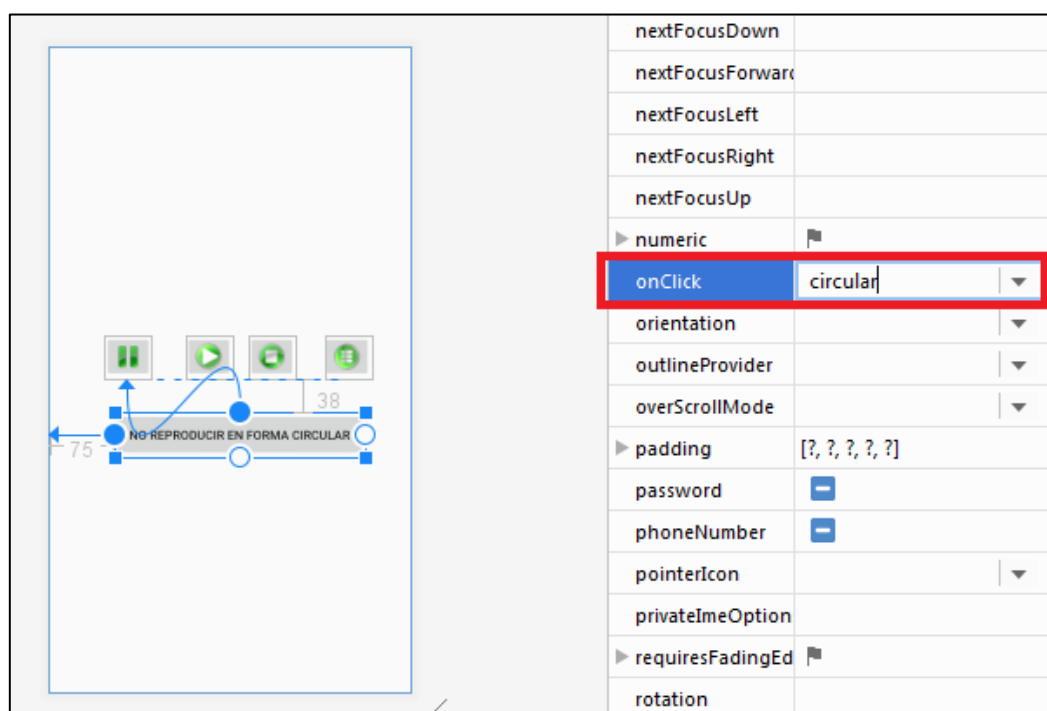 38
NO REPRODUCIR EN FORMA CIRCULAR
75
nextFocusDown
nextFocusForward
nextFocusLeft
nextFocusRight
nextFocusUp
numeric
onClick circular
orientation
outlineProvider
overScrollMode
padding [?, ?, ?, ?, ?]
password
phoneNumber
pointerIcon
privateImeOption
requiresFadingEd
rotation